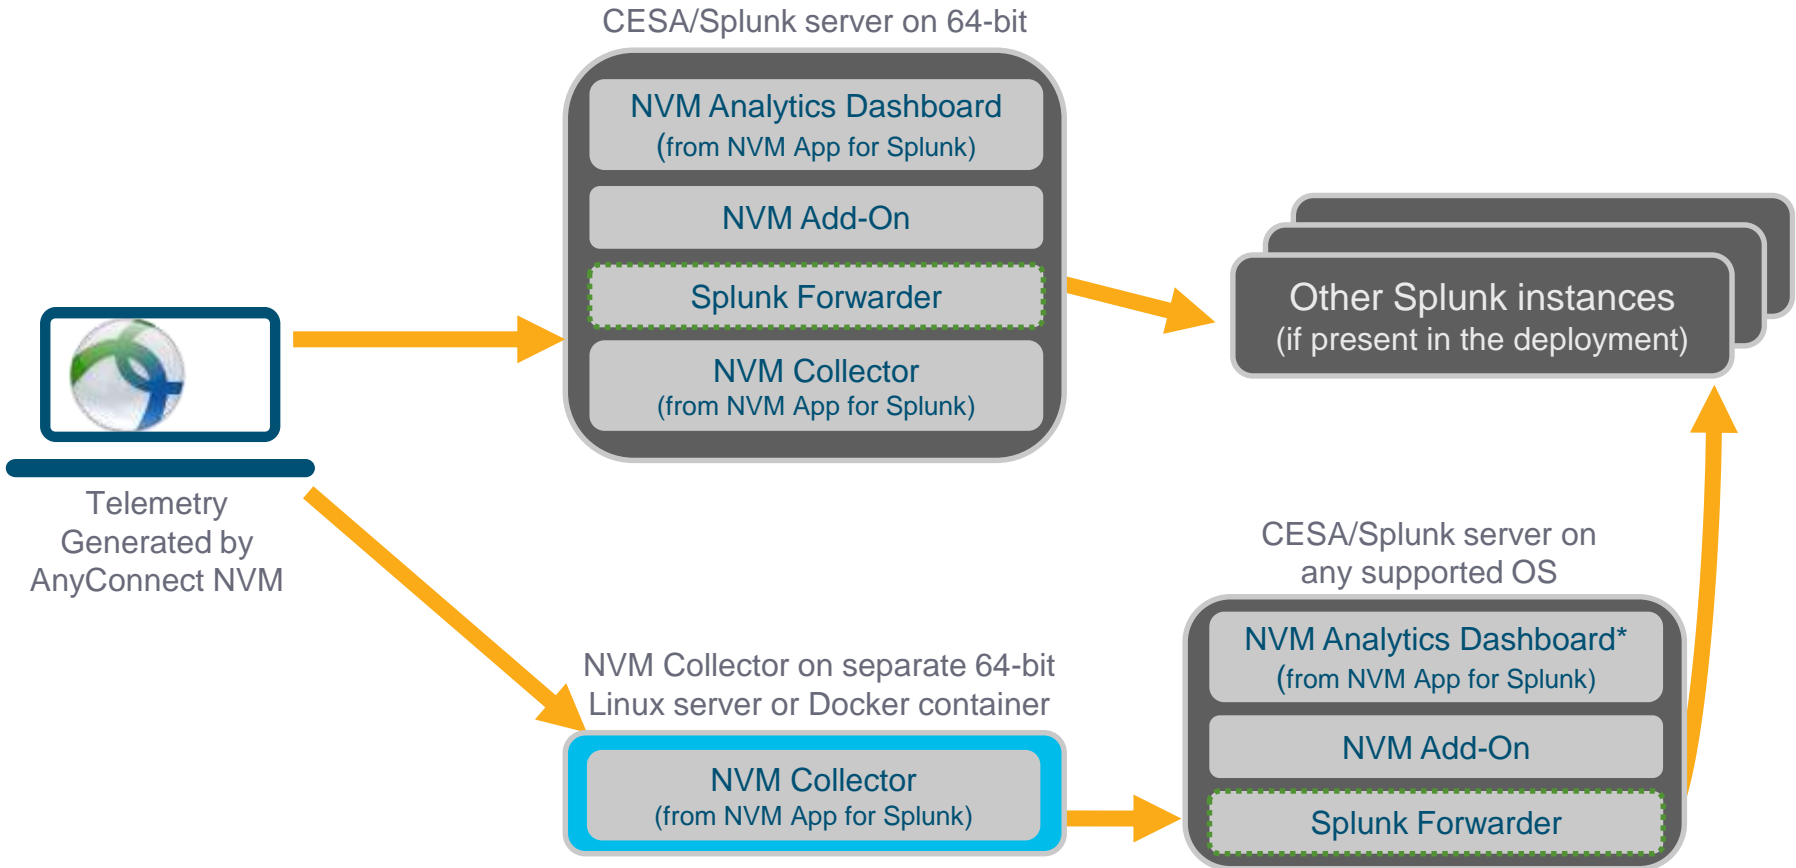 CESA/Splunk server on 64-bit
NVM Analytics Dashboard
(from NVM App for Splunk)
NVM Add-On
Splunk Forwarder
NVM Collector
(from NVM App for Splunk)
Other Splunk instances
(if present in the deployment)
Telemetry
Generated by
AnyConnect NVM
NVM Collector on separate 64-bit
Linux server or Docker container
NVM Collector
(from NVM App for Splunk)
CESA/Splunk server on
any supported OS
NVM Analytics Dashboard*
(from NVM App for Splunk)
NVM Add-On
Splunk Forwarder